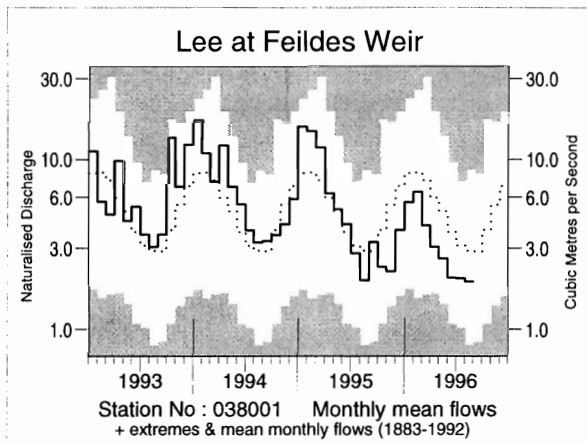 Lee at Feildes Weir
Naturalised Discharge
30.0
10.0
6.0
3.0
1.0
30.0
10.0
6.0
3.0
1.0
Cubic Metres per Second
1993 1994 1995 1996
Station No : 038001 Monthly mean flows
+ extremes & mean monthly flows (1883-1992)